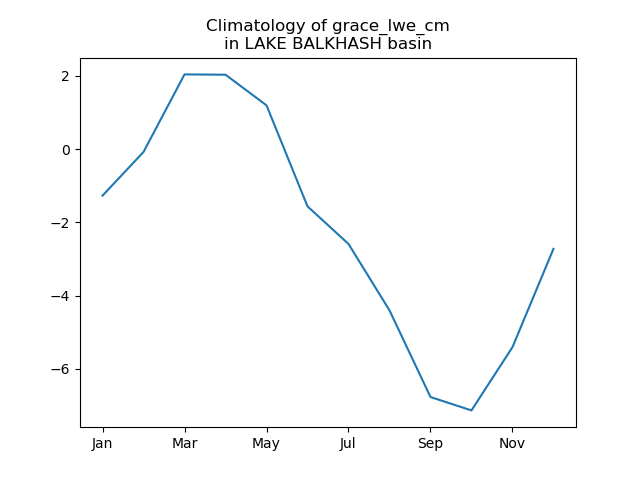 Climatology of grace_lwe_cm
in LAKE BALKHASH basin
2
0
−2
−4
−6
Jan
Mar
May
Jul
Sep
Nov